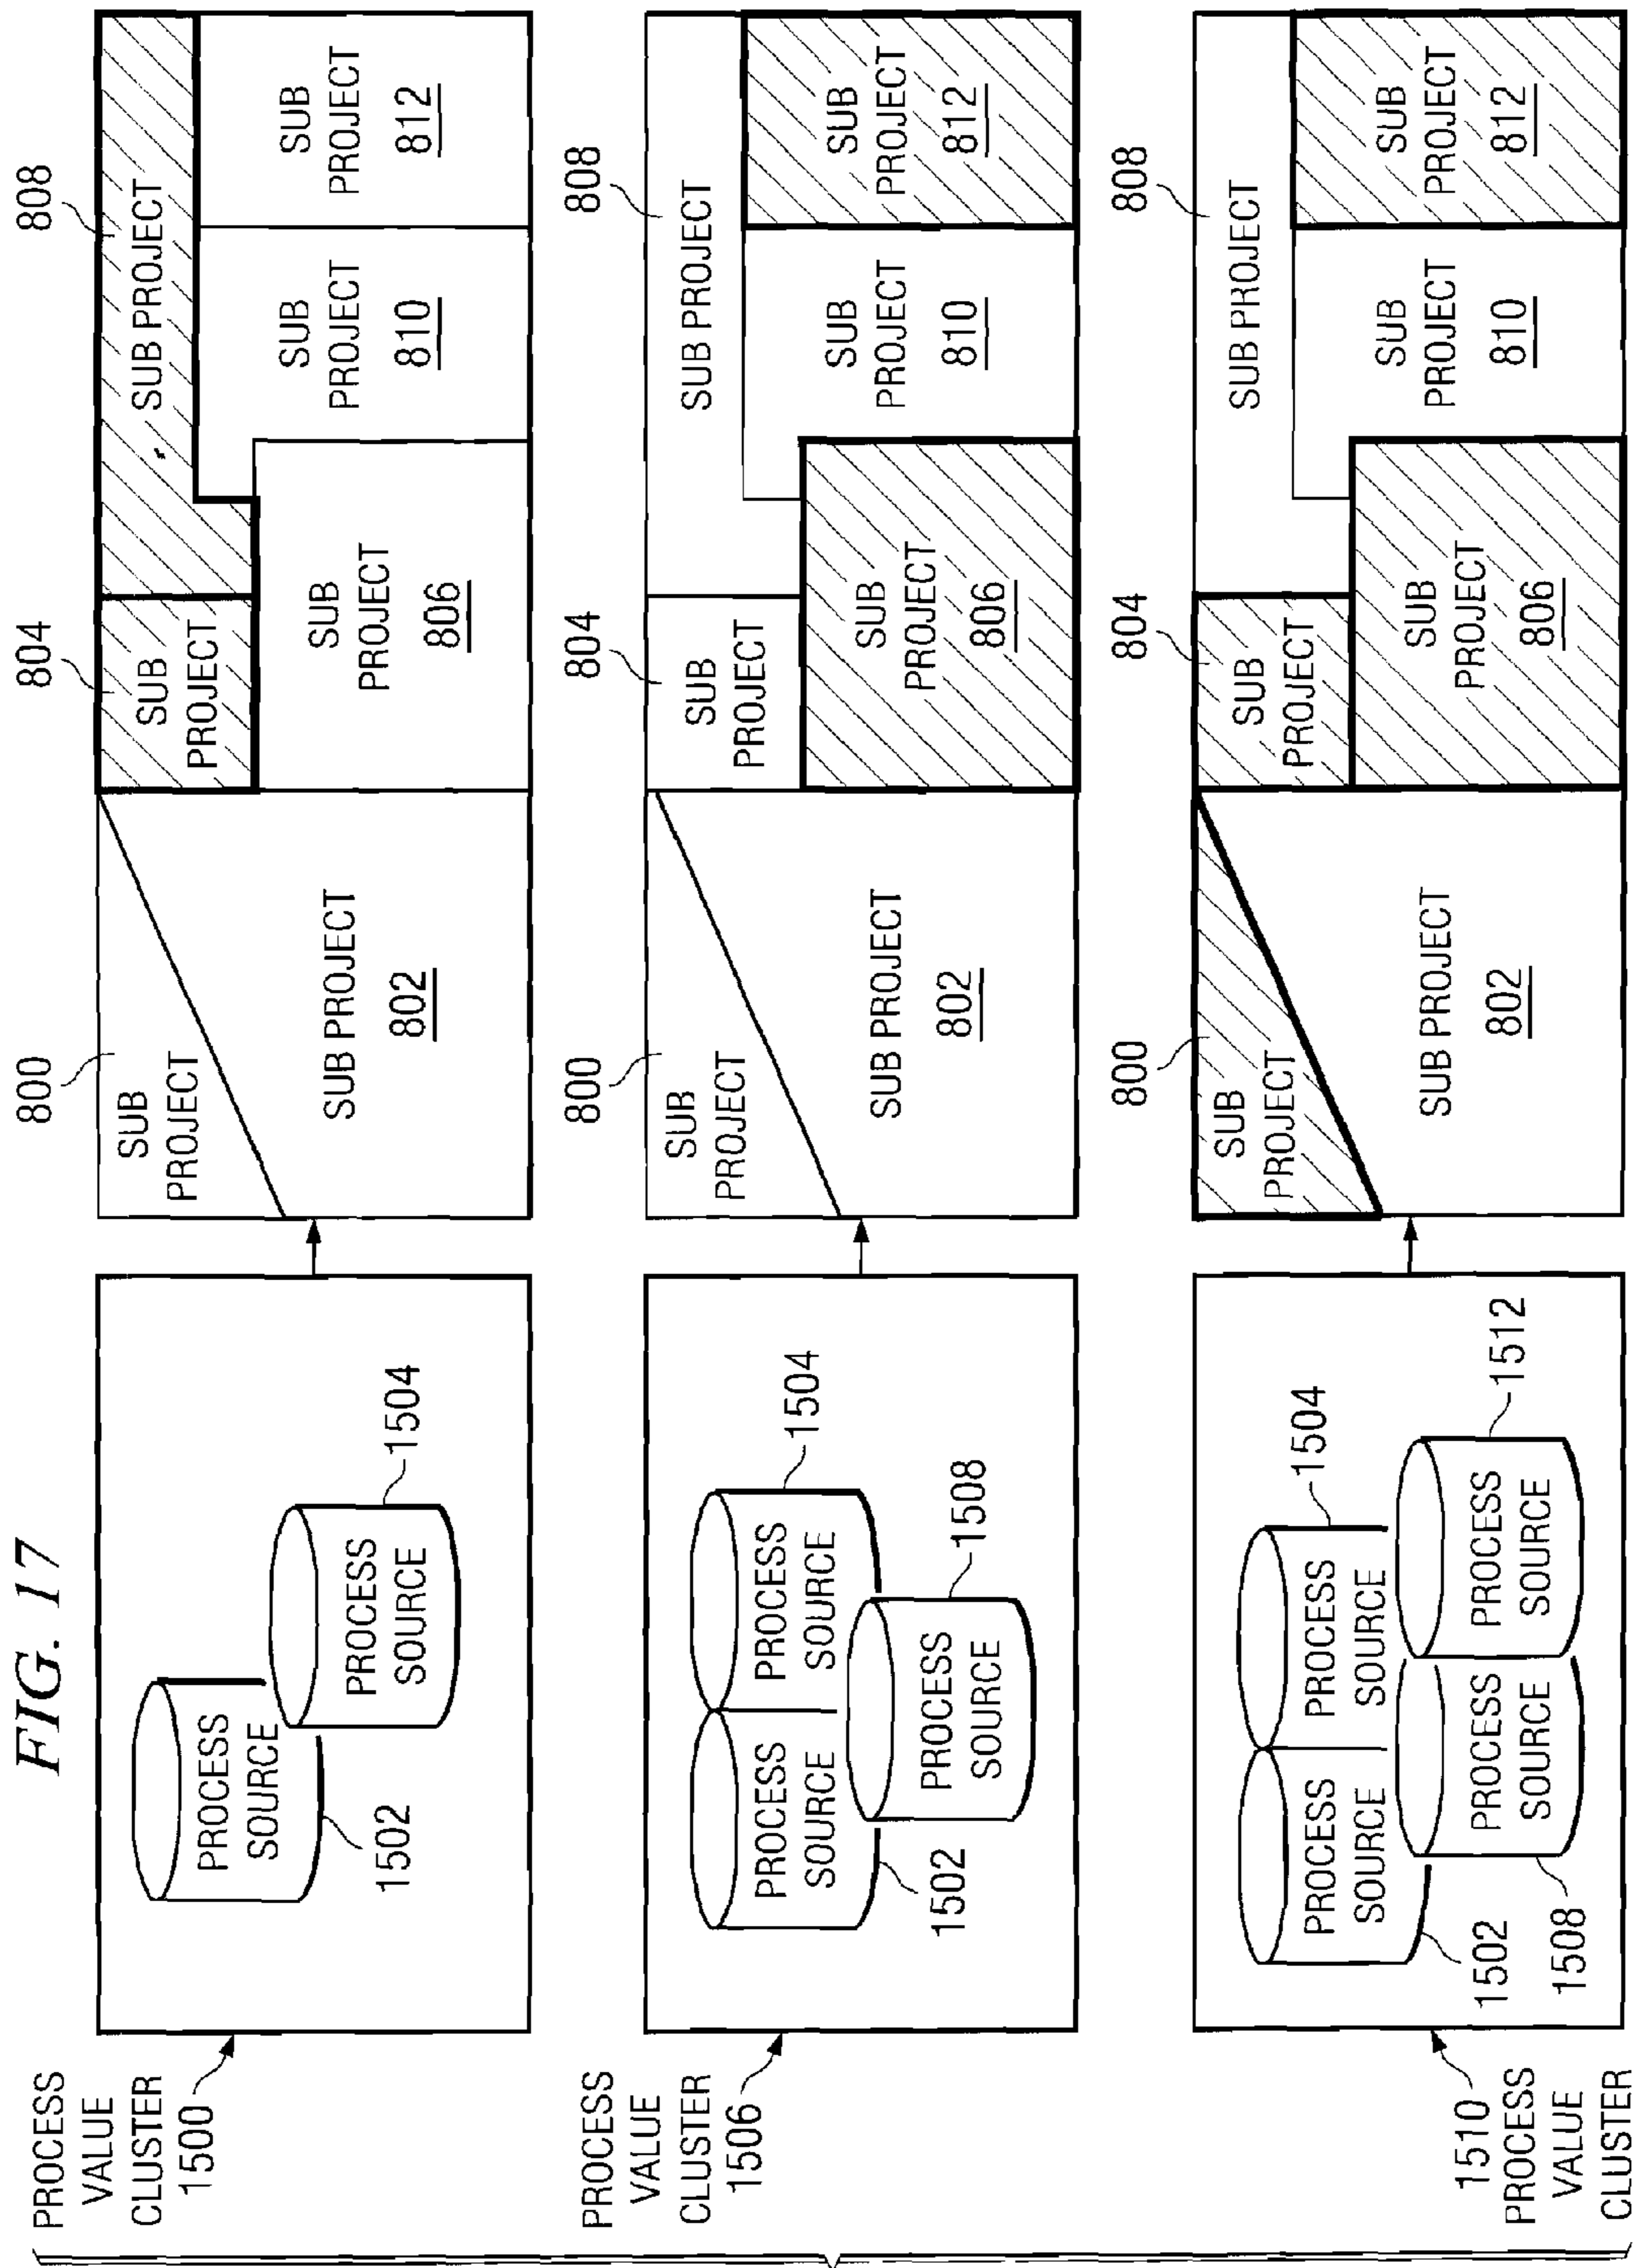 FIG. 17
PROCESS
VALUE
CLUSTER
1500
PROCESS
SOURCE
1502
PROCESS
SOURCE
1504
800
SUB
PROJECT
SUB PROJECT
802
804
SUB
PROJECT
SUB
PROJECT
806
808
SUB PROJECT
SUB
PROJECT
810
SUB
PROJECT
812
PROCESS
VALUE
CLUSTER
1506
PROCESS
SOURCE
1502
PROCESS
SOURCE
1504
PROCESS
SOURCE
1508
800
SUB
PROJECT
SUB PROJECT
802
804
SUB
PROJECT
SUB
PROJECT
806
808
SUB PROJECT
SUB
PROJECT
810
SUB
PROJECT
812
1510
PROCESS
VALUE
CLUSTER
PROCESS
SOURCE
1502
PROCESS
SOURCE
1504
PROCESS
SOURCE
1508
PROCESS
SOURCE
1512
800
SUB
PROJECT
SUB PROJECT
802
804
SUB
PROJECT
SUB
PROJECT
806
808
SUB PROJECT
SUB
PROJECT
810
SUB
PROJECT
812